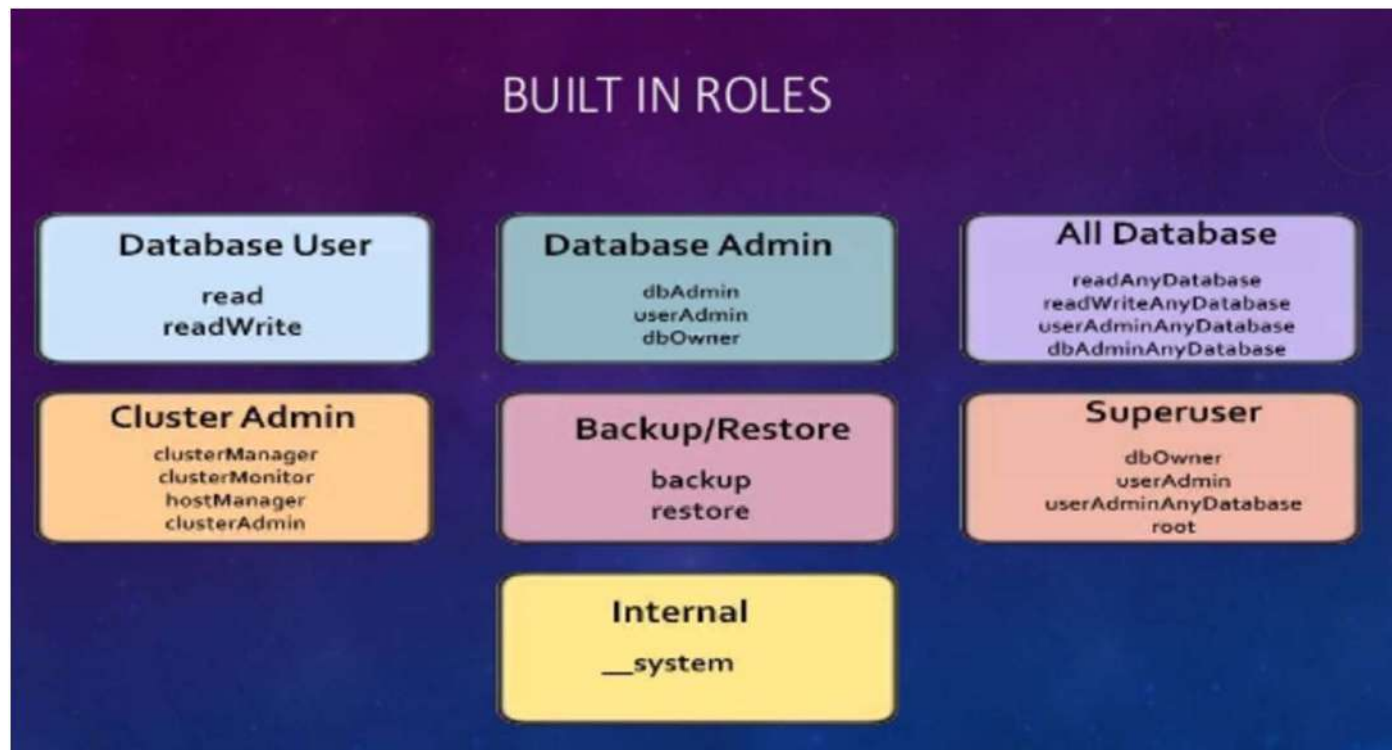 BUILT IN ROLES
Database User
read
readWrite
Database Admin
dbAdmin
userAdmin
dbOwner
All Database
readAnyDatabase
readWriteAnyDatabase
userAdminAnyDatabase
dbAdminAnyDatabase
Cluster Admin
clusterManager
clusterMonitor
hostManager
clusterAdmin
Backup/Restore
backup
restore
Superuser
dbOwner
userAdmin
userAdminAnyDatabase
root
Internal
__system